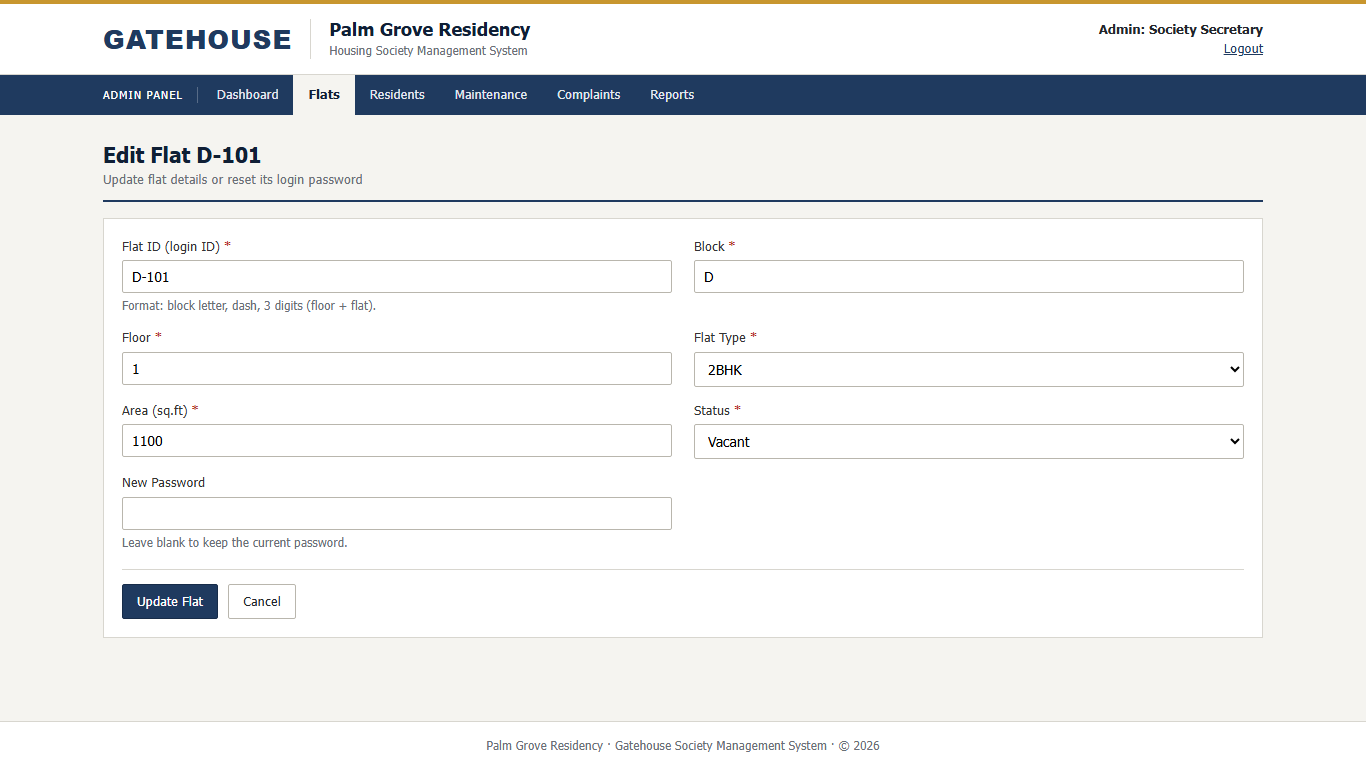 GATEHOUSE
Palm Grove Residency
Housing Society Management System
Admin: Society Secretary
Logout
ADMIN PANEL
Dashboard
Flats
Residents
Maintenance
Complaints
Reports
Edit Flat D-101
Update flat details or reset its login password
Flat ID (login ID) *
D-101
Format: block letter, dash, 3 digits (floor + flat).
Block *
D
Floor *
1
Flat Type *
2BHK
Area (sq.ft) *
1100
Status *
Vacant
New Password
Leave blank to keep the current password.
Update Flat
Cancel
Palm Grove Residency · Gatehouse Society Management System · © 2026